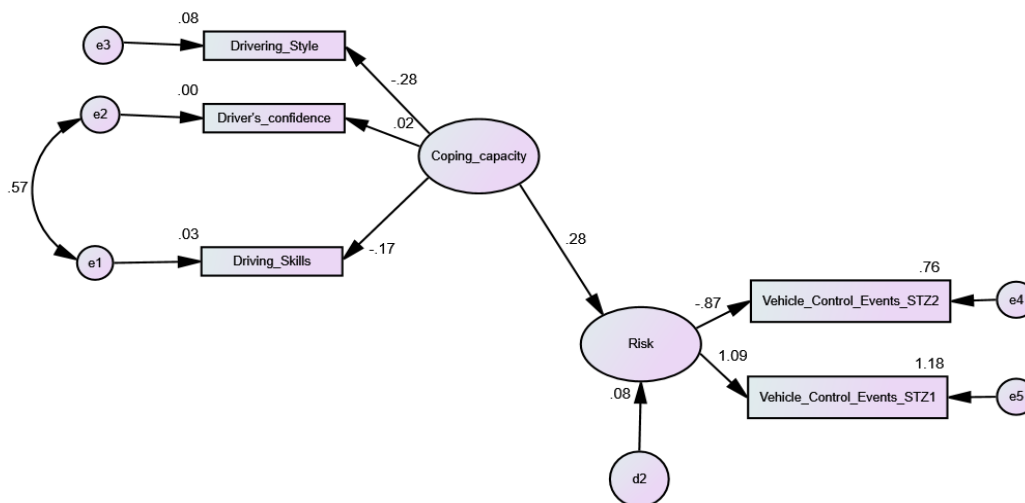 .08
e3
Drivering_Style
-.28
.00
e2
Driver's_confidence
.02
Coping_capacity
.57
.03
e1
Driving_Skills
-.17
.28
.76
Vehicle_Control_Events_STZ2
e4
-.87
Risk
1.09
1.18
Vehicle_Control_Events_STZ1
e5
.08
d2